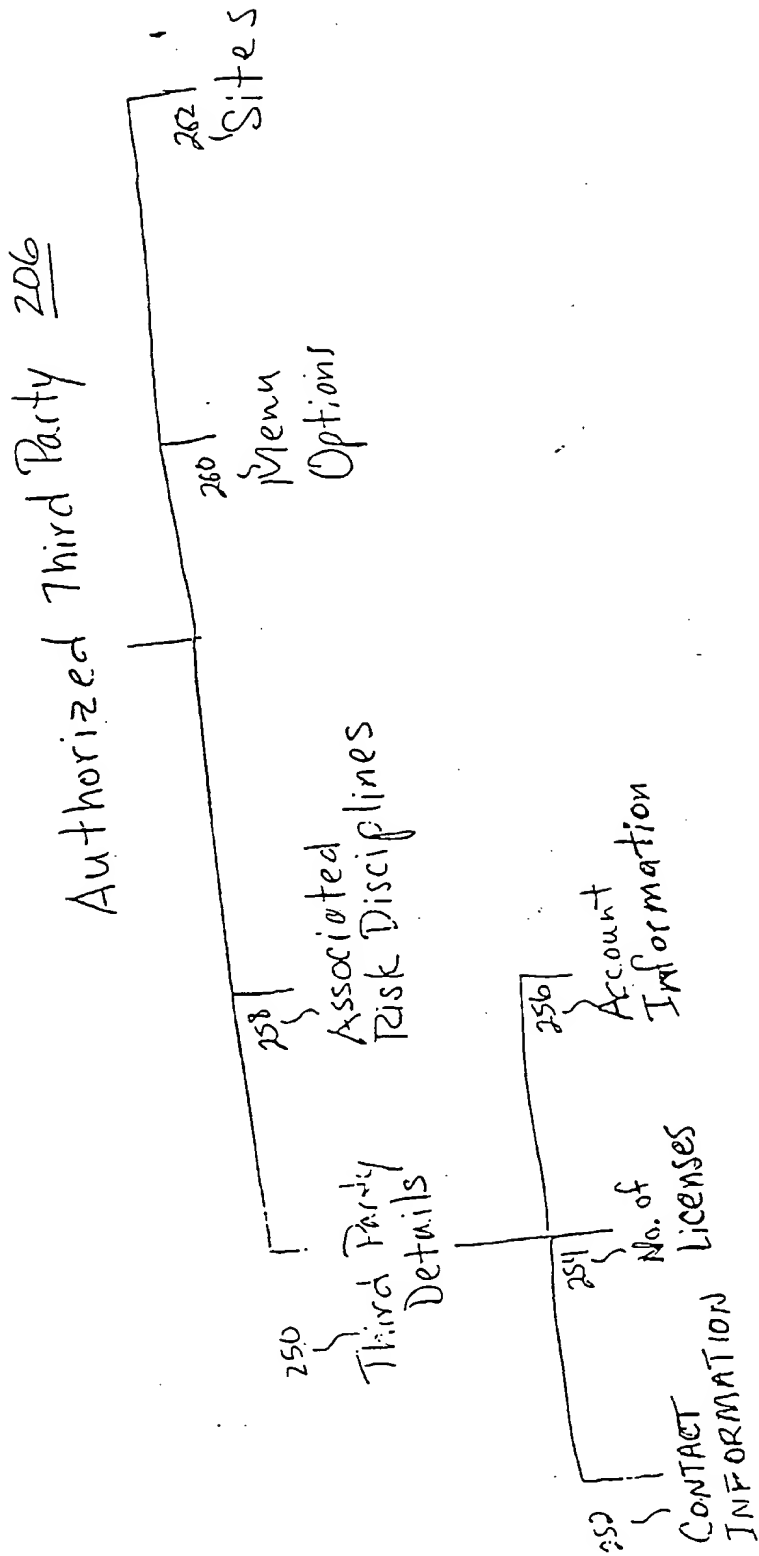 Authorized Third Party 206
250
Third Party
Details
258
Associated
Risk Disciplines
260
Menu
Options
262
Sites
252
CONTACT
INFORMATION
254
No. of
Licenses
256
Account
Information